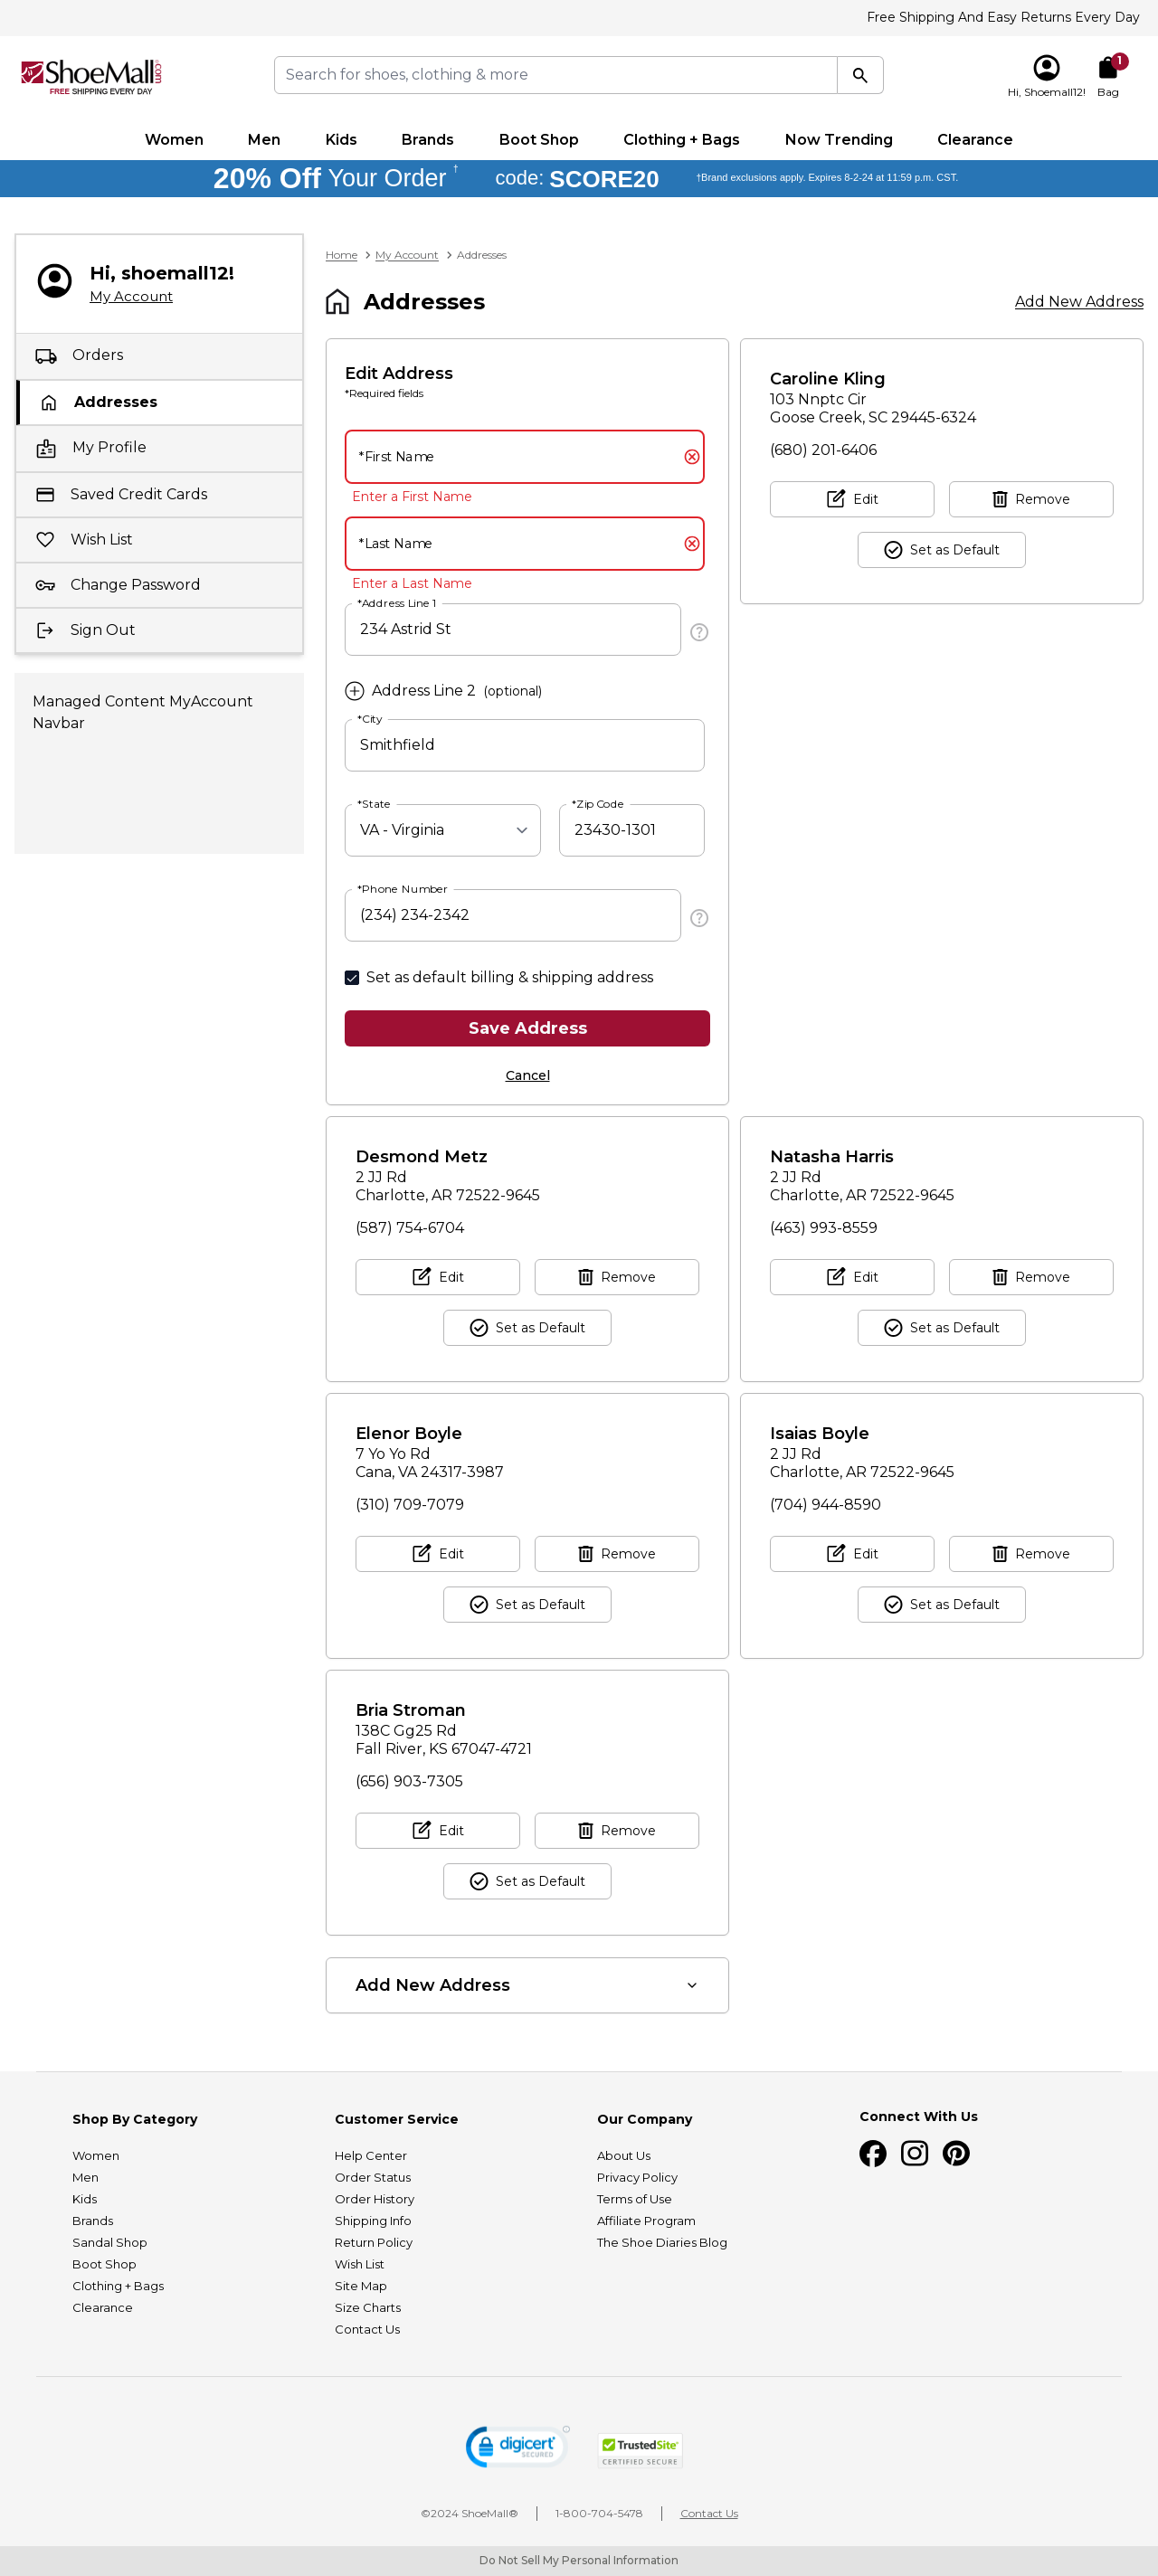 Free Shipping And Easy Returns Every Day
ShoeMall.com
FREE SHIPPING EVERY DAY
Search for shoes, clothing & more
1
Hi, Shoemall12!
Bag
Women
Men
Kids
Brands
Boot Shop
Clothing + Bags
Now Trending
Clearance
20% Off Your Order †
code: SCORE20
†Brand exclusions apply. Expires 8-2-24 at 11:59 p.m. CST.
Hi, shoemall12!
My Account
Orders
Addresses
My Profile
Saved Credit Cards
Wish List
Change Password
Sign Out
Managed Content MyAccount
Navbar
Home > My Account > Addresses
Addresses
Add New Address
Edit Address
*Required fields
*First Name
Enter a First Name
*Last Name
Enter a Last Name
*Address Line 1
234 Astrid St
Address Line 2 (optional)
*City
Smithfield
*State
VA - Virginia
*Zip Code
23430-1301
*Phone Number
(234) 234-2342
Set as default billing & shipping address
Save Address
Cancel
Caroline Kling
103 Nnptc Cir
Goose Creek, SC 29445-6324
(680) 201-6406
Edit
Remove
Set as Default
Desmond Metz
2 JJ Rd
Charlotte, AR 72522-9645
(587) 754-6704
Edit
Remove
Set as Default
Natasha Harris
2 JJ Rd
Charlotte, AR 72522-9645
(463) 993-8559
Edit
Remove
Set as Default
Elenor Boyle
7 Yo Yo Rd
Cana, VA 24317-3987
(310) 709-7079
Edit
Remove
Set as Default
Isaias Boyle
2 JJ Rd
Charlotte, AR 72522-9645
(704) 944-8590
Edit
Remove
Set as Default
Bria Stroman
138C Gg25 Rd
Fall River, KS 67047-4721
(656) 903-7305
Edit
Remove
Set as Default
Add New Address
Shop By Category
Women
Men
Kids
Brands
Sandal Shop
Boot Shop
Clothing + Bags
Clearance
Customer Service
Help Center
Order Status
Order History
Shipping Info
Return Policy
Wish List
Site Map
Size Charts
Contact Us
Our Company
About Us
Privacy Policy
Terms of Use
Affiliate Program
The Shoe Diaries Blog
Connect With Us
digicert
SECURED
TrustedSite
CERTIFIED SECURE
©2024 ShoeMall®
1-800-704-5478
Contact Us
Do Not Sell My Personal Information